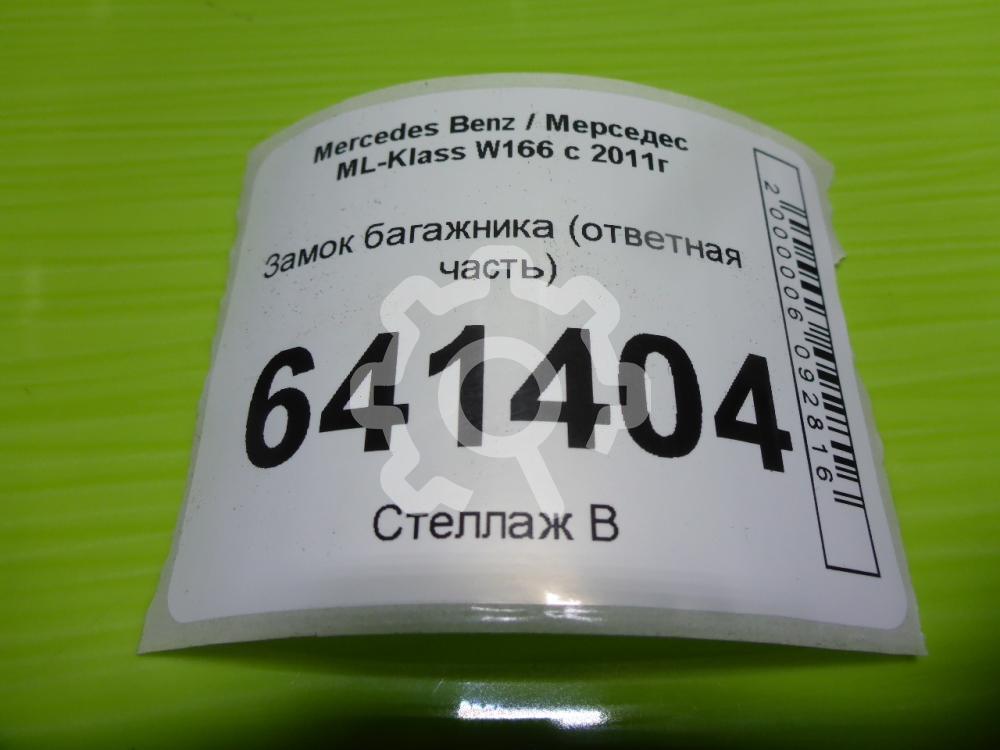 Mercedes Benz / Мерседес
ML-Klass W166 с 2011г
Замок багажника (ответная
часть)
641404
Стеллаж В
2000006092816